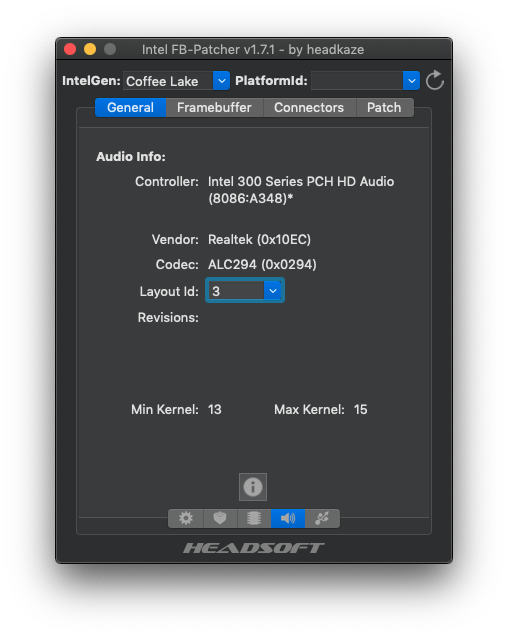 Intel FB-Patcher v1.7.1 - by headkaze
IntelGen: Coffee Lake PlatformId:
General Framebuffer Connectors Patch
Audio Info:
Controller: Intel 300 Series PCH HD Audio
(8086:A348)*
Vendor: Realtek (0x10EC)
Codec: ALC294 (0x0294)
Layout Id: 3
Revisions:
Min Kernel: 13 Max Kernel: 15
HEADSOFT